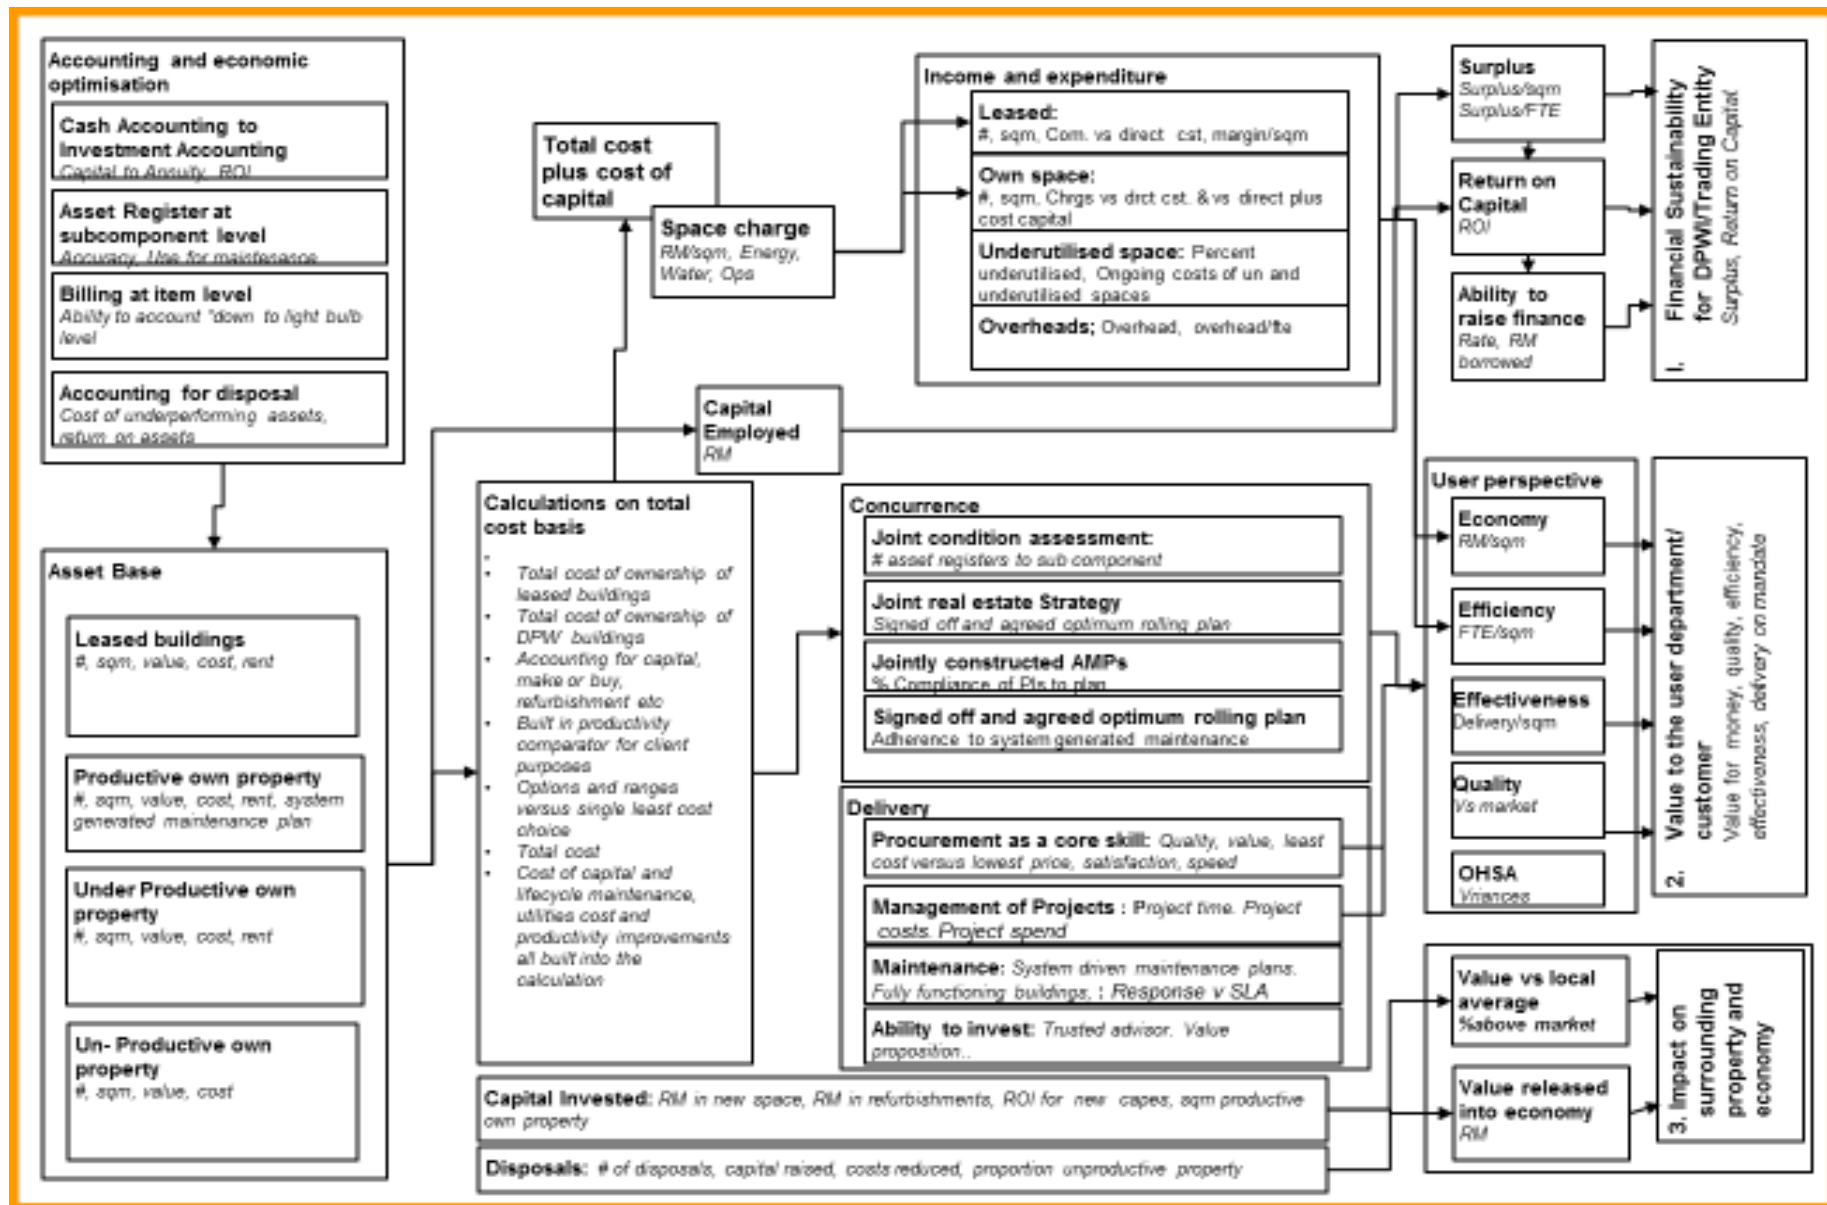 Accounting and economic
optimisation
Cash Accounting to
Investment Accounting
Capital to Annuity, ROI
Asset Register at
subcomponent level
Accuracy, Use for maintenance
Billing at item level
Ability to account "down to light bulb
level
Accounting for disposal
Cost of underperforming assets,
return on assets
Asset Base
Leased buildings
#, sqm, value, cost, rent
Productive own property
#, sqm, value, cost, rent, system
generated maintenance plan
Under Productive own
property
#, sqm, value, cost, rent
Un- Productive own
property
#, sqm, value, cost
Total cost
plus cost of
capital
Space charge
RM/sqm, Energy,
Water, Ops
Capital
Employed
RM
Calculations on total
cost basis
•
• Total cost of ownership of
leased buildings
• Total cost of ownership of
DPW buildings
• Accounting for capital,
make or buy,
refurbishment etc
• Built in productivity
comparator for client
purposes
• Options and ranges
versus single least cost
choice
• Total cost
• Cost of capital and
lifecycle maintenance,
utilities cost and
productivity improvements
all built into the
calculation
Income and expenditure
Leased:
#, sqm, Com. vs direct cst, margin/sqm
Own space:
#, sqm, Chrgs vs drct cst. & vs direct plus
cost capital
Underutilised space: Percent
underutilised, Ongoing costs of un and
underutilised spaces
Overheads; Overhead, overhead/fte
Concurrence
Joint condition assessment:
# asset registers to sub component
Joint real estate Strategy
Signed off and agreed optimum rolling plan
Jointly constructed AMPs
% Compliance of PIs to plan
Signed off and agreed optimum rolling plan
Adherence to system generated maintenance
Delivery
Procurement as a core skill: Quality, value, least
cost versus lowest price, satisfaction, speed
Management of Projects : Project time. Project
costs. Project spend
Maintenance: System driven maintenance plans.
Fully functioning buildings, : Response v SLA
Ability to invest: Trusted advisor. Value
proposition..
Capital Invested: RM in new space, RM in refurbishments, ROI for new capes, sqm productive
own property
Disposals: # of disposals, capital raised, costs reduced, proportion unproductive property
Surplus
Surplus/sqm
Surplus/FTE
Return on
Capital
ROI
Ability to
raise finance
Rate, RM
borrowed
1. Financial Sustainability
for DPWI/Trading Entity
Surplus, Return on Capital
User perspective
Economy
RM/sqm
Efficiency
FTE/sqm
Effectiveness
Delivery/sqm
Quality
Vs market
OHSA
Vriances
2. Value to the user department/
customer
Value for money, quality, efficiency,
effectiveness, delivery on mandate
Value vs local
average
%above market
Value released
into economy
RM
3. Impact on
surrounding
property and
economy